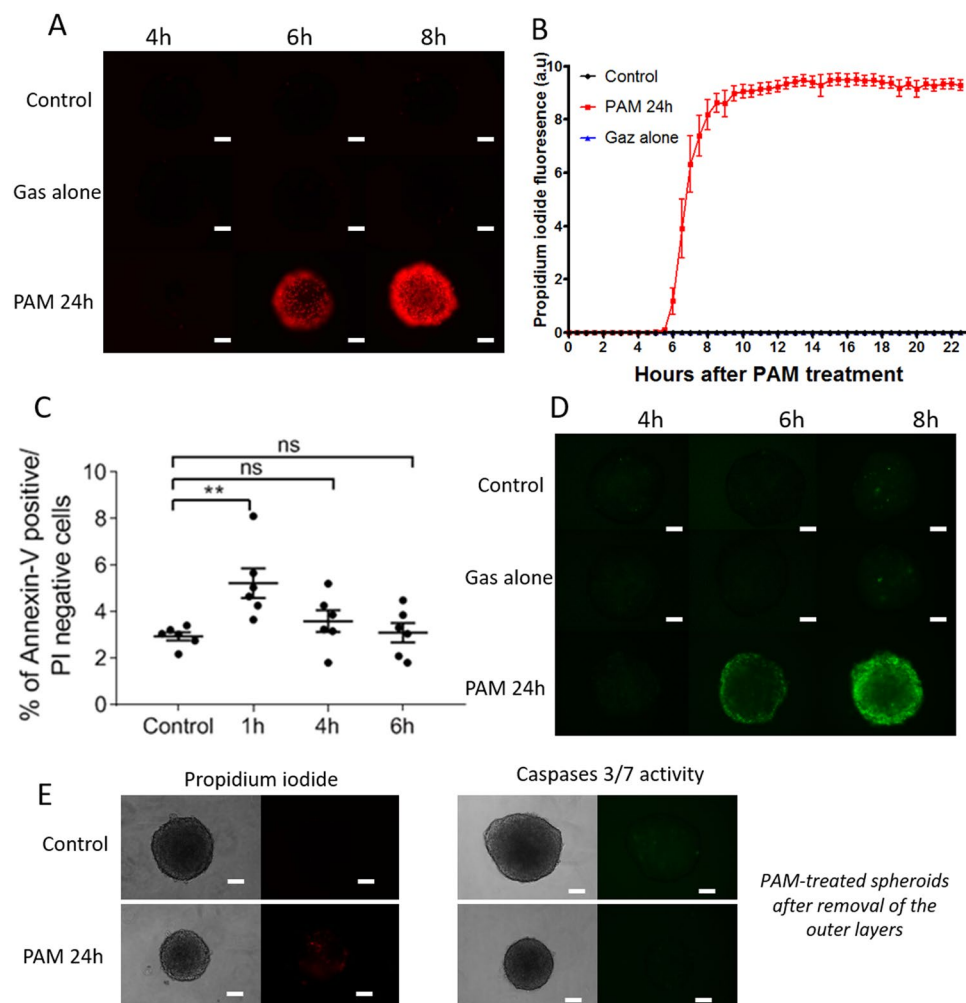 A
4h 6h 8h
Control
Gas alone
PAM 24h
B
Propidium iodide fluoresence (a.u)
10
8
6
4
2
0
Control
PAM 24h
Gaz alone
0 2 4 6 8 10 12 14 16 18 20 22
Hours after PAM treatment
C
% of Annexin-V positive/
PI negative cells
10
8
6
4
2
0
ns
ns
**
Control 1h 4h 6h
D
4h 6h 8h
Control
Gas alone
PAM 24h
E
Propidium iodide
Caspases 3/7 activity
Control
PAM 24h
PAM-treated spheroids
after removal of the
outer layers